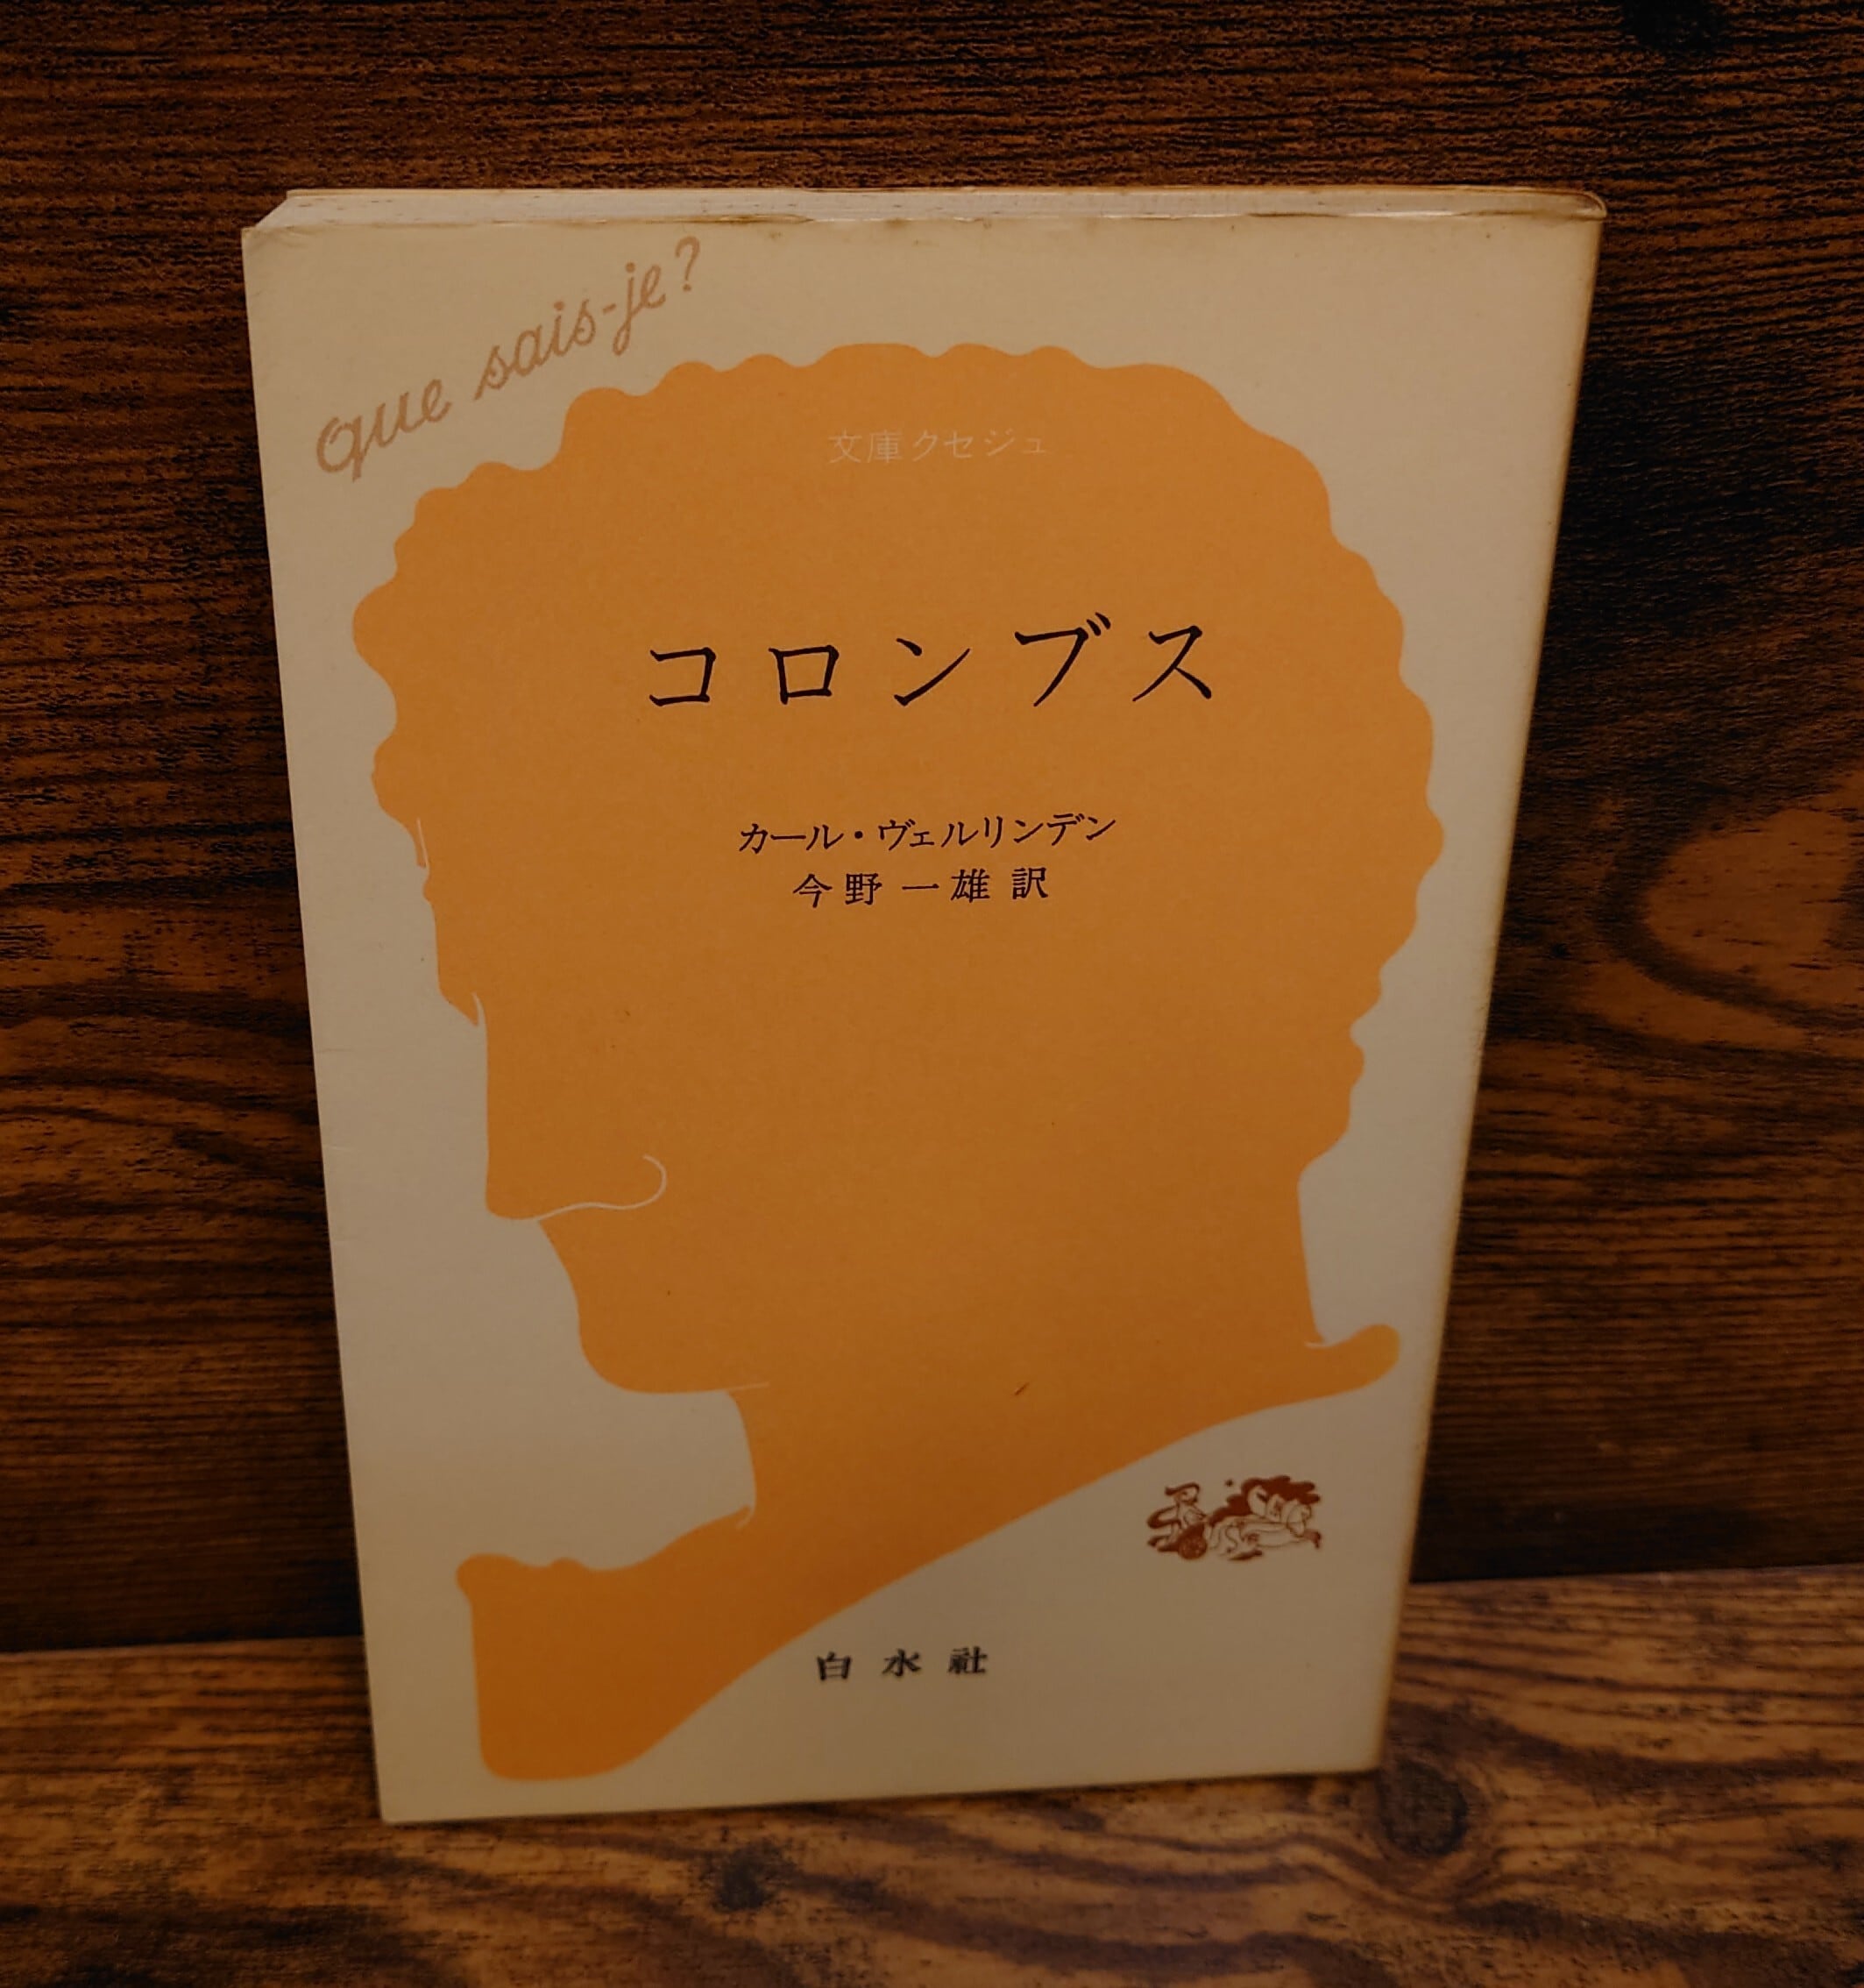 que sais-je?
文庫クセジュ
コロンブス
カール・ヴェルリンデン
今野一雄 訳
白水社